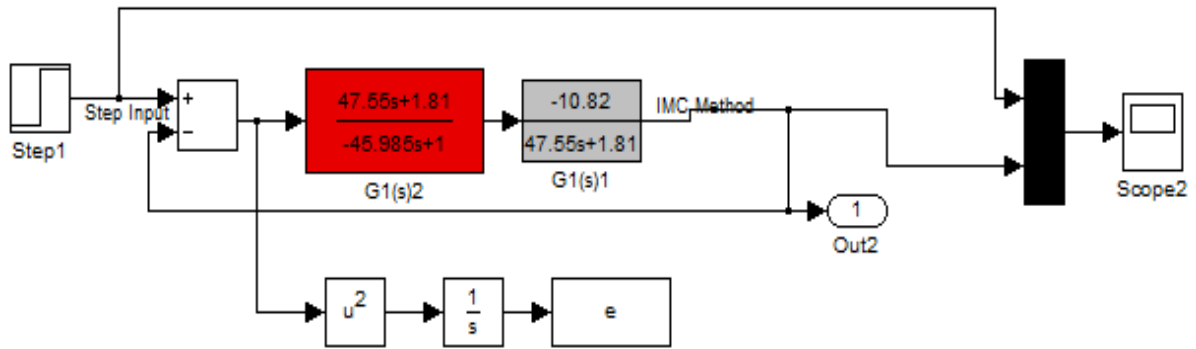 Step Input
Step1
+
−
47.55s+1.81
-45.985s+1
G1(s)2
-10.82
47.55s+1.81
G1(s)1
IMC Method
1
Out2
Scope2
u2
1
s
e